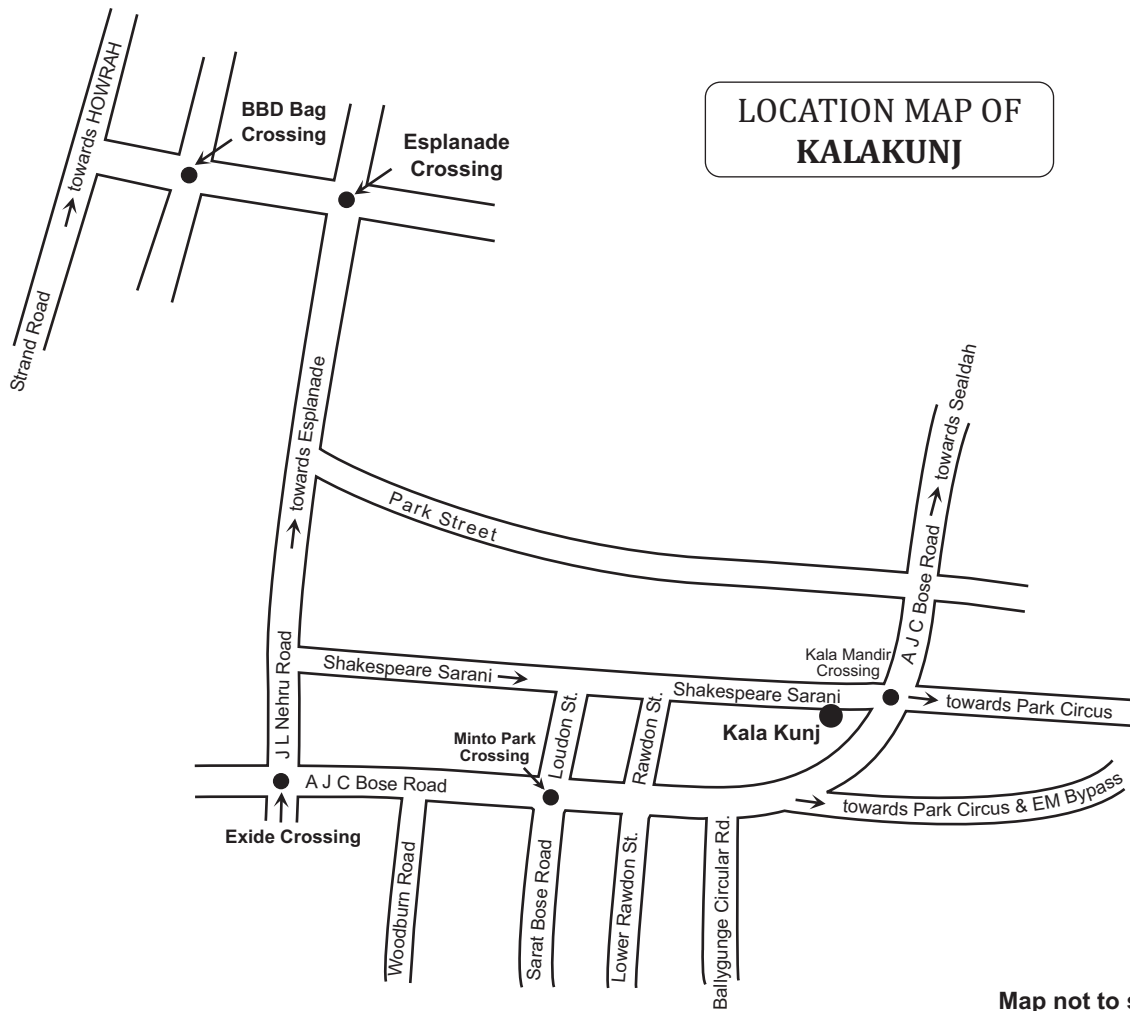 LOCATION MAP OF
KALAKUNJ
towards HOWRAH
BBD Bag
Crossing
Esplanade
Crossing
Strand Road
towards Esplanade
towards Sealdah
Park Street
A J C Bose Road
J L Nehru Road
Shakespeare Sarani
Kala Mandir
Crossing
Shakespeare Sarani
towards Park Circus
Kala Kunj
Loudon St.
Rawdon St.
Minto Park
Crossing
A J C Bose Road
towards Park Circus & EM Bypass
Exide Crossing
Woodburn Road
Sarat Bose Road
Lower Rawdon St.
Ballygunge Circular Rd.
Map not to